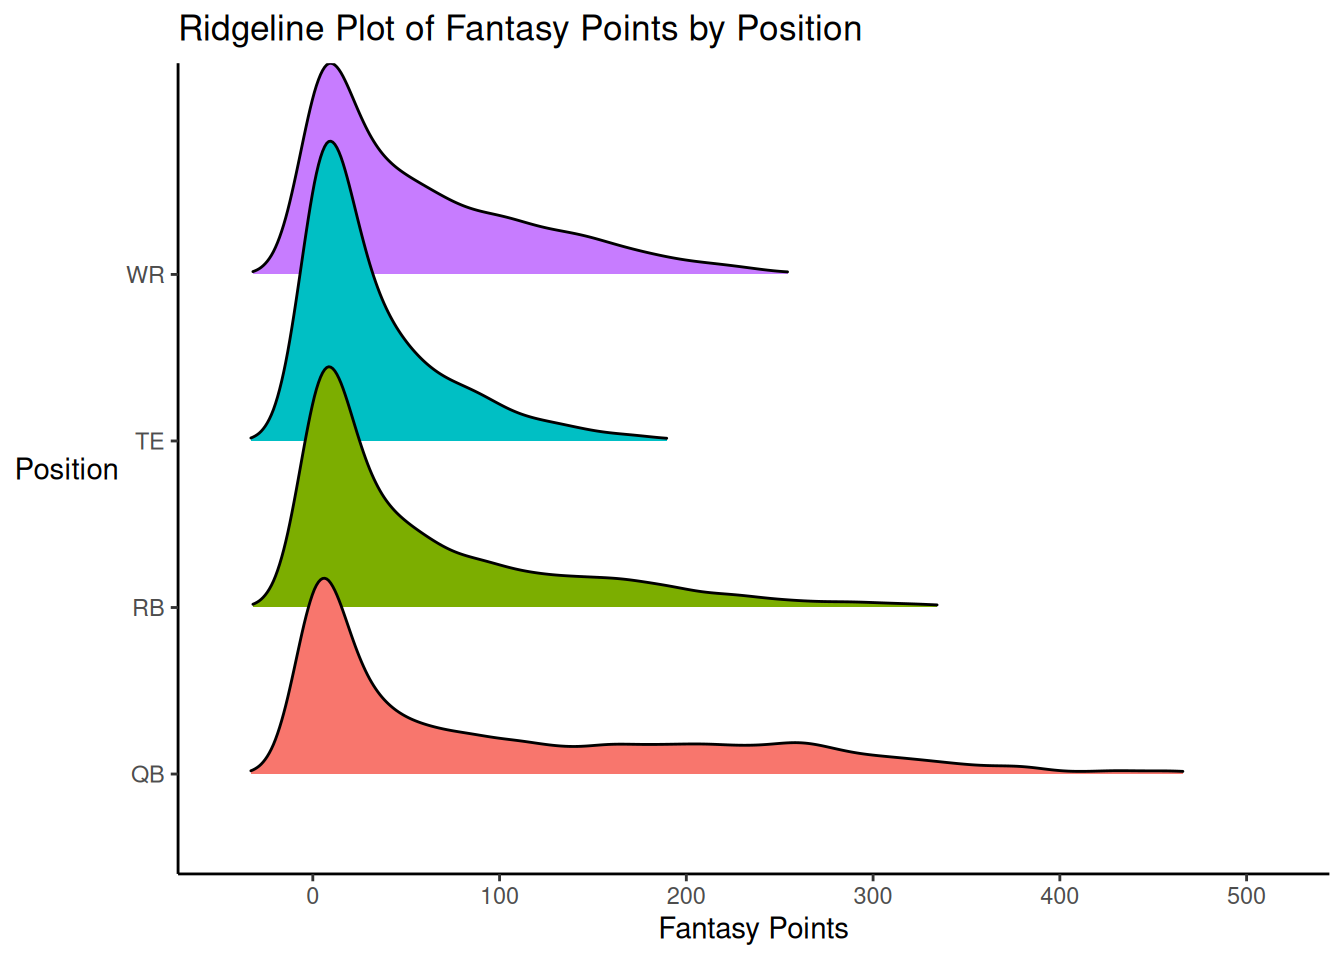 Ridgeline Plot of Fantasy Points by Position
WR
TE
Position
RB
QB
0 100 200 300 400 500
Fantasy Points